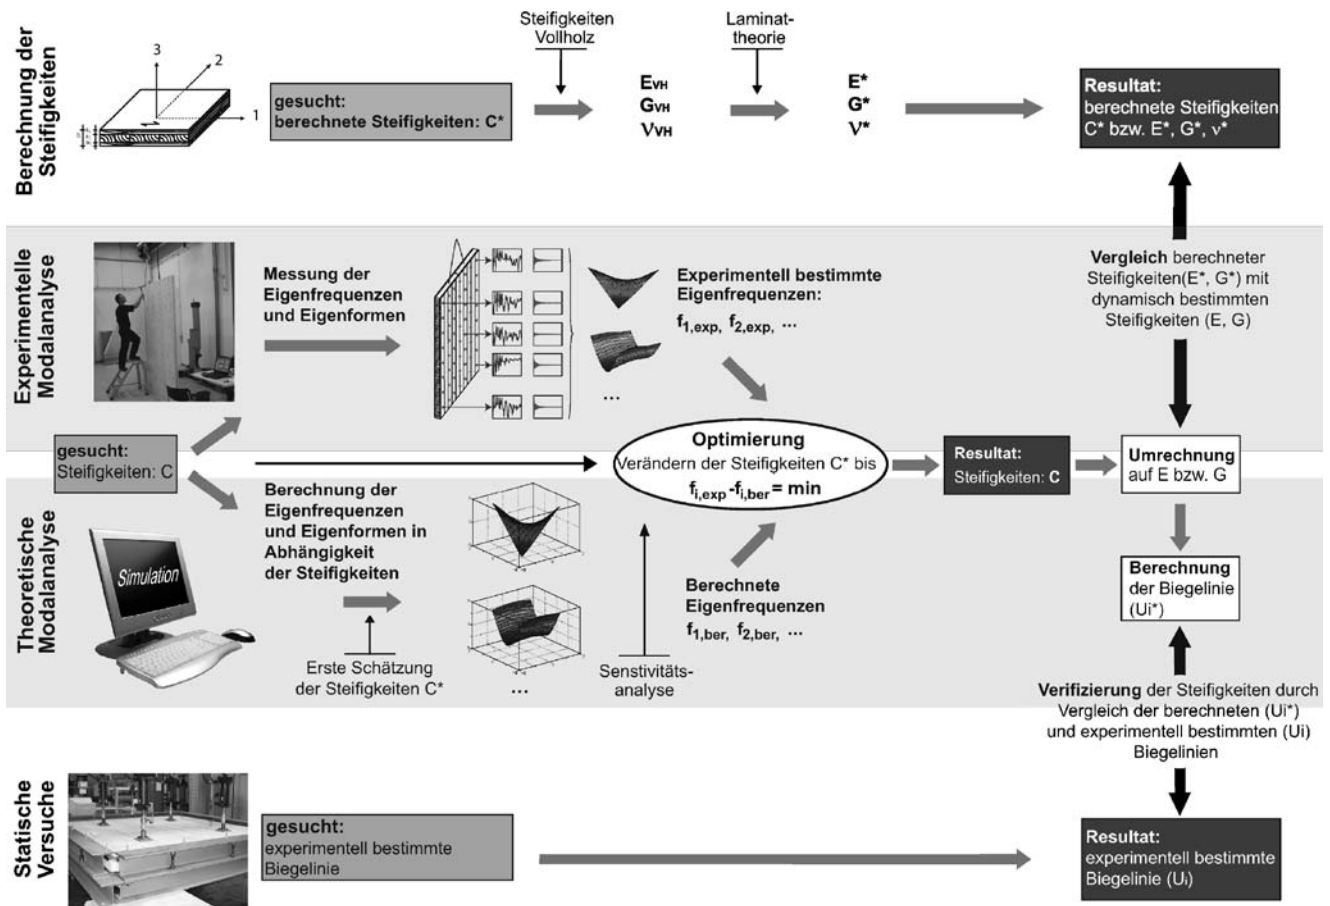 Berechnung der
Steifigkeiten
3
2
1
gesucht:
berechnete Steifigkeiten: C*
Steifigkeiten
Vollholz
EVH
GVH
νVH
Laminat-
theorie
E*
G*
ν*
Resultat:
berechnete Steifigkeiten
C* bzw. E*, G*, ν*
Experimentelle
Modalanalyse
Messung der
Eigenfrequenzen
und Eigenformen
...
Experimentell bestimmte
Eigenfrequenzen:
f1,exp, f2,exp, ...
Vergleich berechneter
Steifigkeiten(E*, G*) mit
dynamisch bestimmten
Steifigkeiten (E, G)
gesucht:
Steifigkeiten: C
Optimierung
Verändern der Steifigkeiten C* bis
fi,exp-fi,ber = min
Resultat:
Steifigkeiten: C
Umrechnung
auf E bzw. G
Theoretische
Modalanalyse
Simulation
Berechnung der
Eigenfrequenzen
und Eigenformen in
Abhängigkeit
der Steifigkeiten
Erste Schätzung
der Steifigkeiten C*
...
Senstivitäts-
analyse
Berechnete
Eigenfrequenzen
f1,ber, f2,ber, ...
Berechnung
der Biegelinie
(Ui*)
Verifizierung der Steifigkeiten durch
Vergleich der berechneten (Ui*)
und experimentell bestimmten (Ui)
Biegelinien
Statische
Versuche
gesucht:
experimentell bestimmte
Biegelinie
Resultat:
experimentell bestimmte
Biegelinie (Ui)